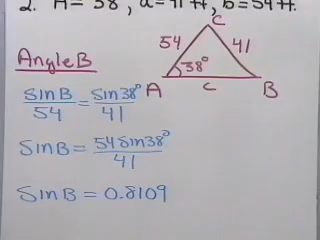 2. A = 38°, a = 41 ft, b = 54 ft.
C
Angle B
54
41
38°
A
c
B
sin B / 54 = sin 38° / 41
sin B = 54 sin 38° / 41
sin B = 0.8109